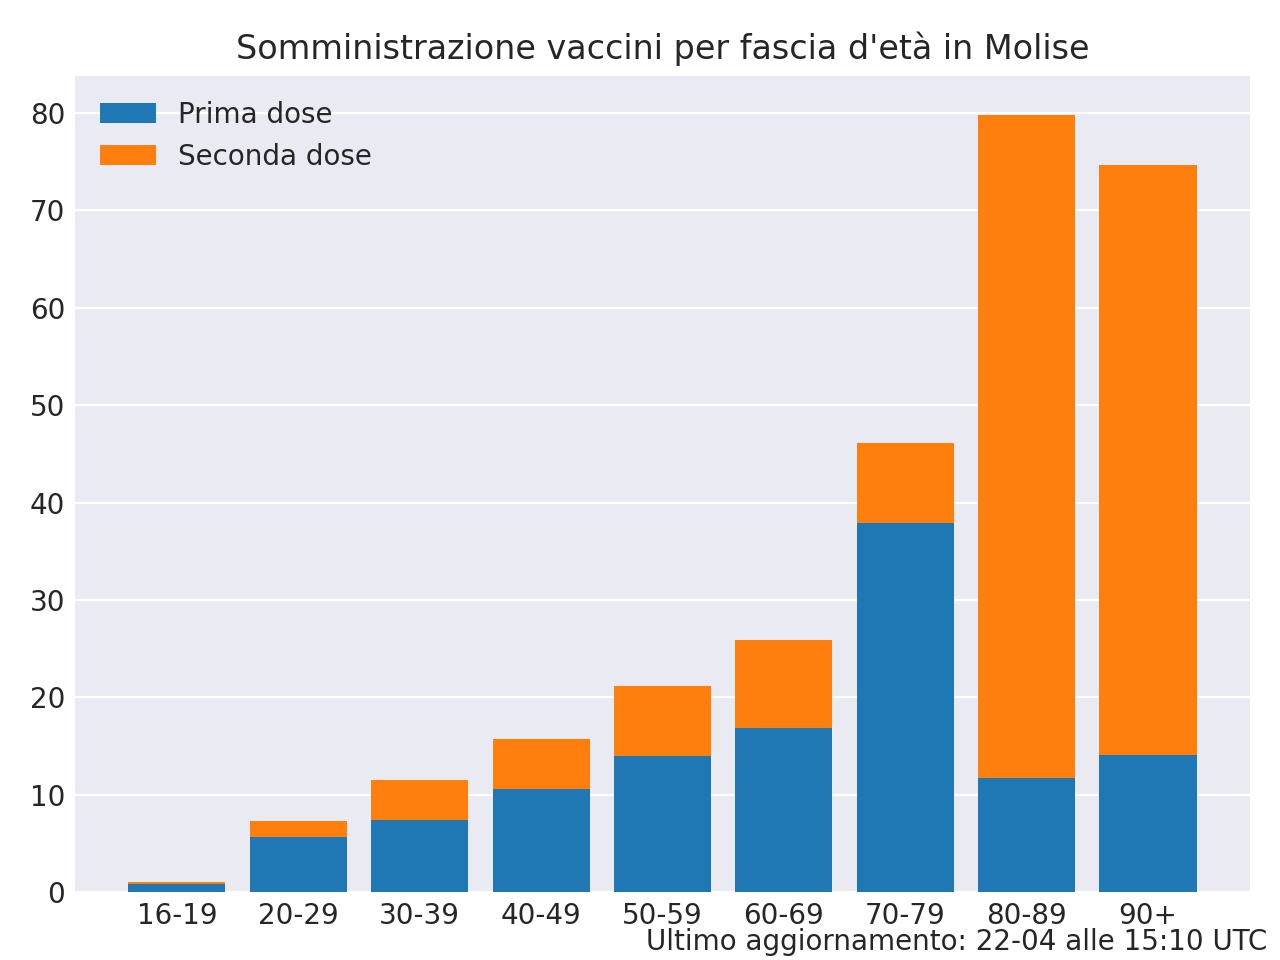 Somministrazione vaccini per fascia d'età in Molise
Prima dose
Seconda dose
80
70
60
50
40
30
20
10
0
16-19 20-29 30-39 40-49 50-59 60-69 70-79 80-89 90+
Ultimo aggiornamento: 22-04 alle 15:10 UTC